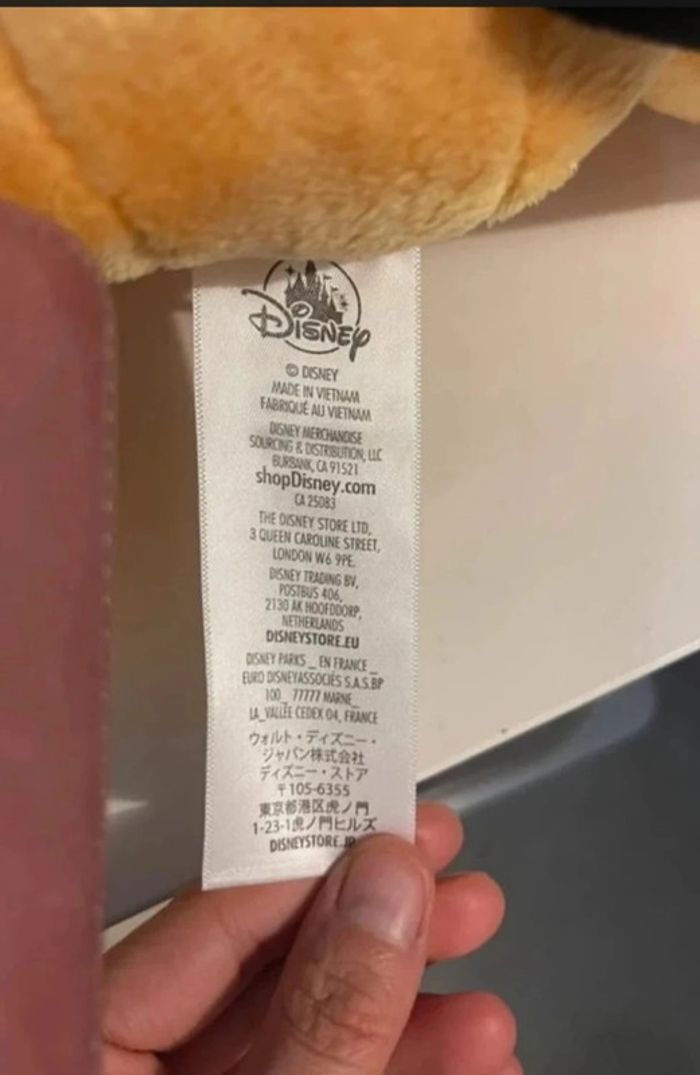 Disney
© DISNEY
MADE IN VIETNAM
FABRIQUÉ AU VIETNAM
DISNEY MERCHANDISE
SOURCING & DISTRIBUTION, LLC
BURBANK, CA 91521
shopDisney.com
CA 25083
THE DISNEY STORE LTD,
3 QUEEN CAROLINE STREET,
LONDON W6 9PE.
DISNEY TRADING BV,
POSTBUS 406,
2130 AK HOOFDDORP,
NETHERLANDS
DISNEYSTORE.EU
DISNEY PARKS _ EN FRANCE _
EURO DISNEYASSOCIÉS S.A.S.BP
100_ 77777 MARNE_
LA_VALLÉE CEDEX 04, FRANCE
ウォルト・ディズニー・
ジャパン株式会社
ディズニー・ストア
〒105-6355
東京都港区虎ノ門
1-23-1虎ノ門ヒルズ
DISNEYSTORE.JP